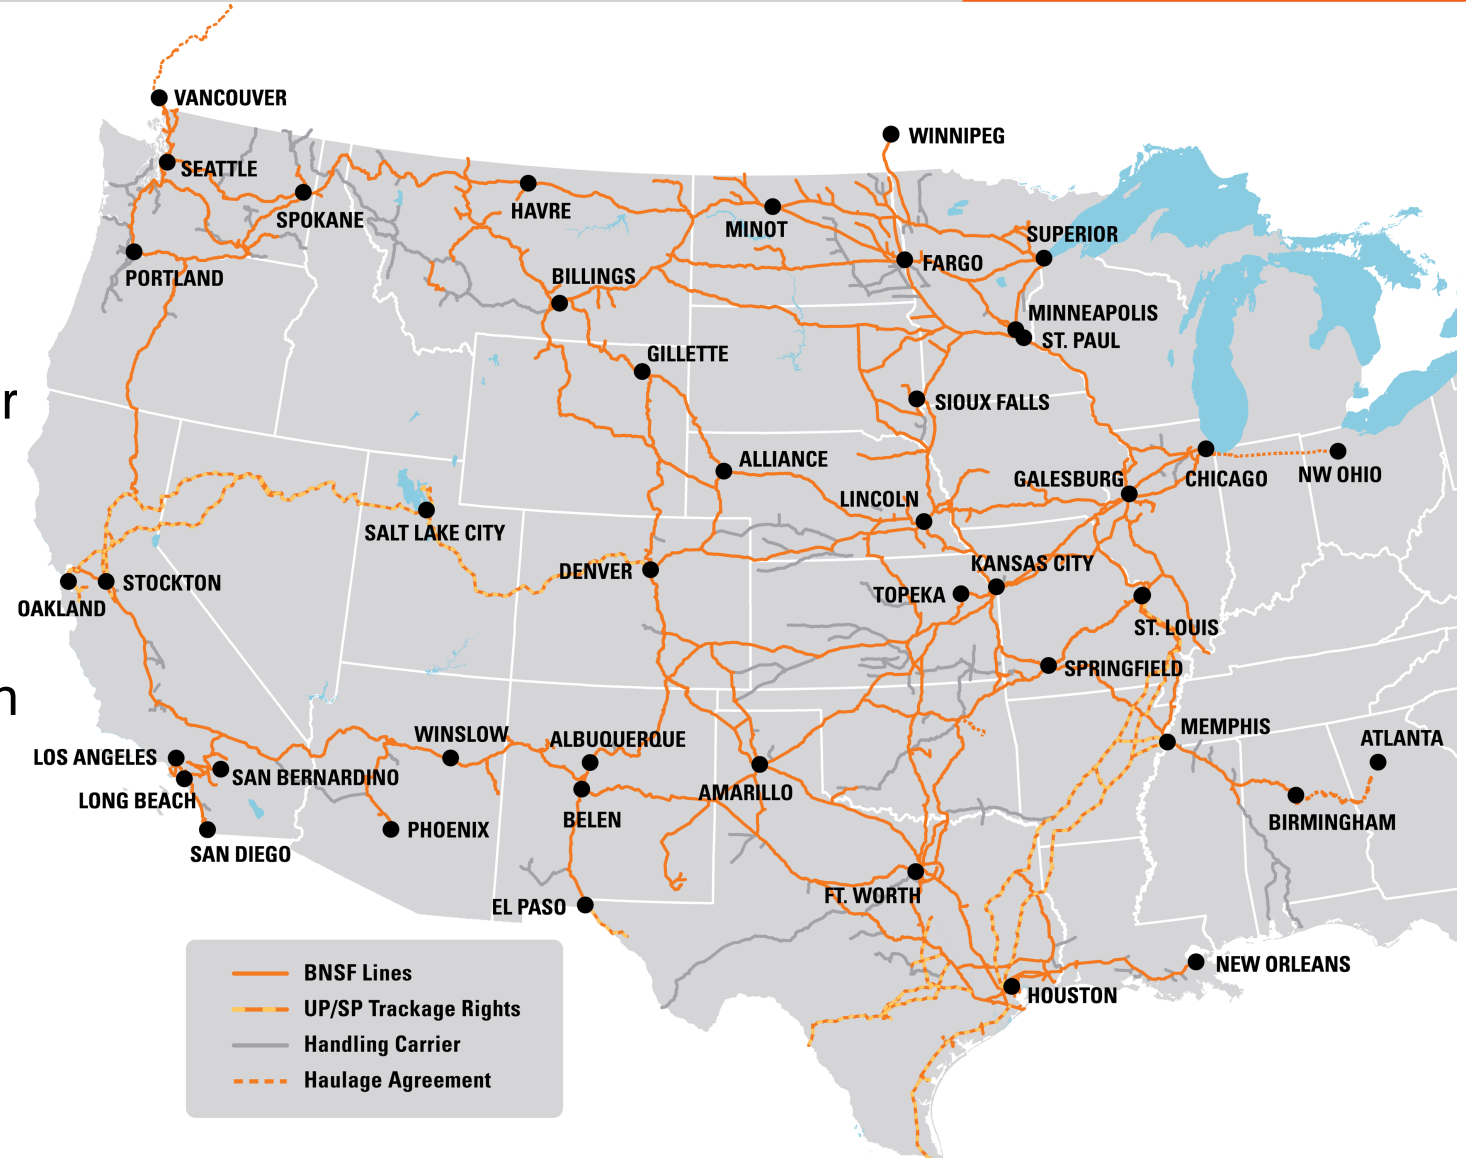 VANCOUVER
WINNIPEG
SEATTLE
SPOKANE
HAVRE
MINOT
SUPERIOR
PORTLAND
BILLINGS
FARGO
MINNEAPOLIS
ST. PAUL
GILLETTE
r
SIOUX FALLS
ALLIANCE
GALESBURG
CHICAGO
NW OHIO
LINCOLN
SALT LAKE CITY
DENVER
KANSAS CITY
STOCKTON
TOPEKA
OAKLAND
ST. LOUIS
SPRINGFIELD
n
WINSLOW
ALBUQUERQUE
MEMPHIS
ATLANTA
LOS ANGELES
SAN BERNARDINO
LONG BEACH
AMARILLO
BELEN
PHOENIX
BIRMINGHAM
SAN DIEGO
FT. WORTH
EL PASO
NEW ORLEANS
HOUSTON
BNSF Lines
UP/SP Trackage Rights
Handling Carrier
Haulage Agreement